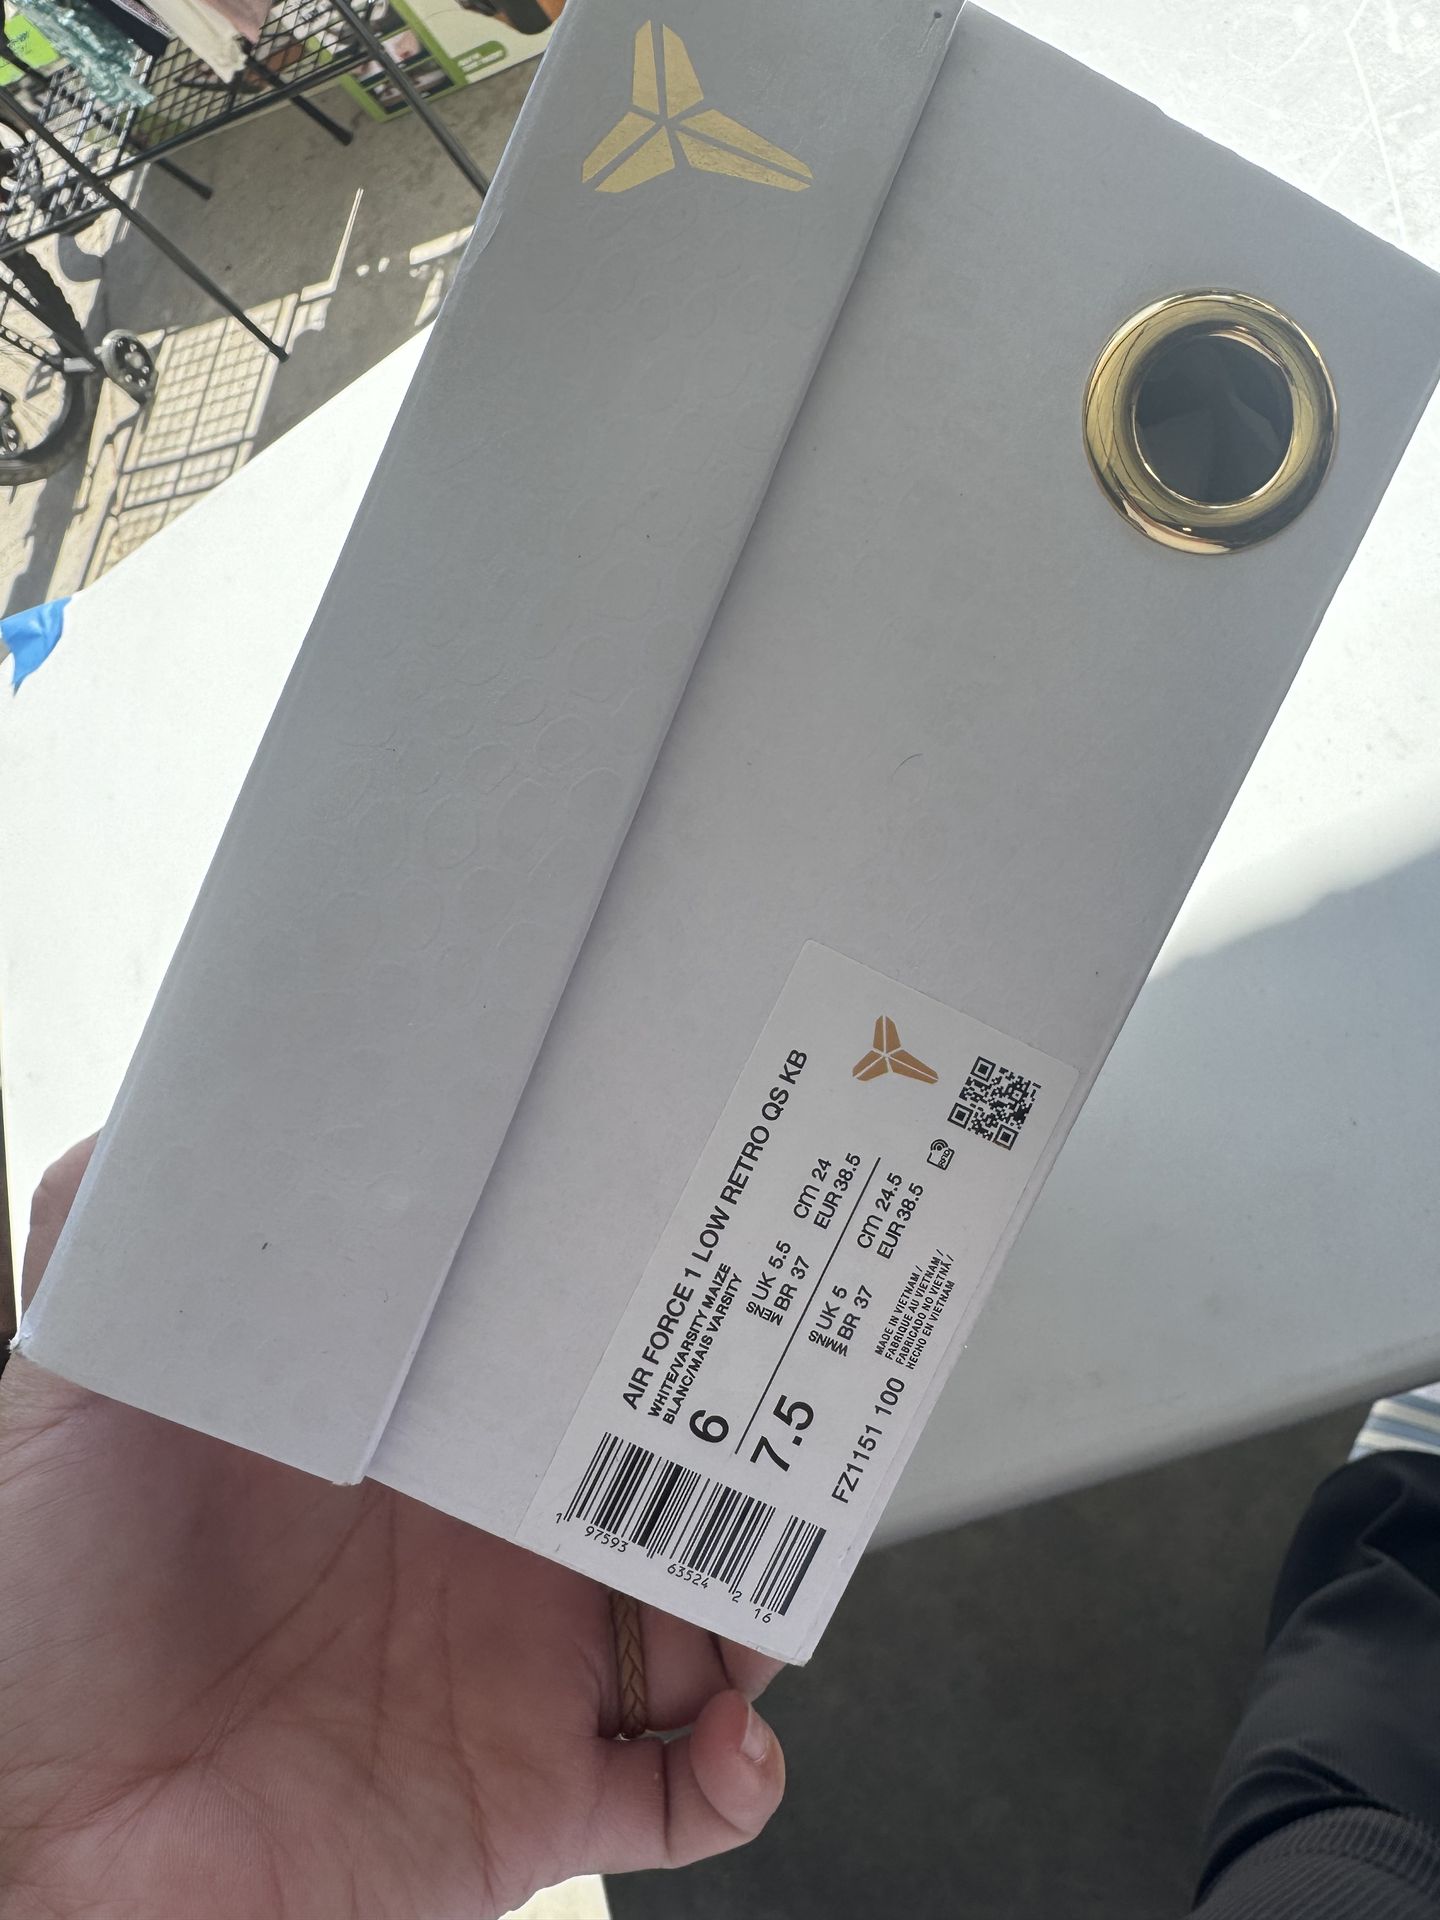 AIR FORCE 1 LOW RETRO QS KB
WHITE/VARSITY MAIZE
BLANC/MAIS VARSITY
6
MENS
UK 5.5
cm 24
BR 37
EUR 38.5
7.5
WMNS
UK 5
cm 24.5
BR 37
EUR 38.5
RFID
FZ1151 100
MADE IN VIETNAM /
FABRIQUE AU VIETNAM /
FABRICADO NO VIETNÃ /
HECHO EN VIETNAM
1 97593 63524 2 16